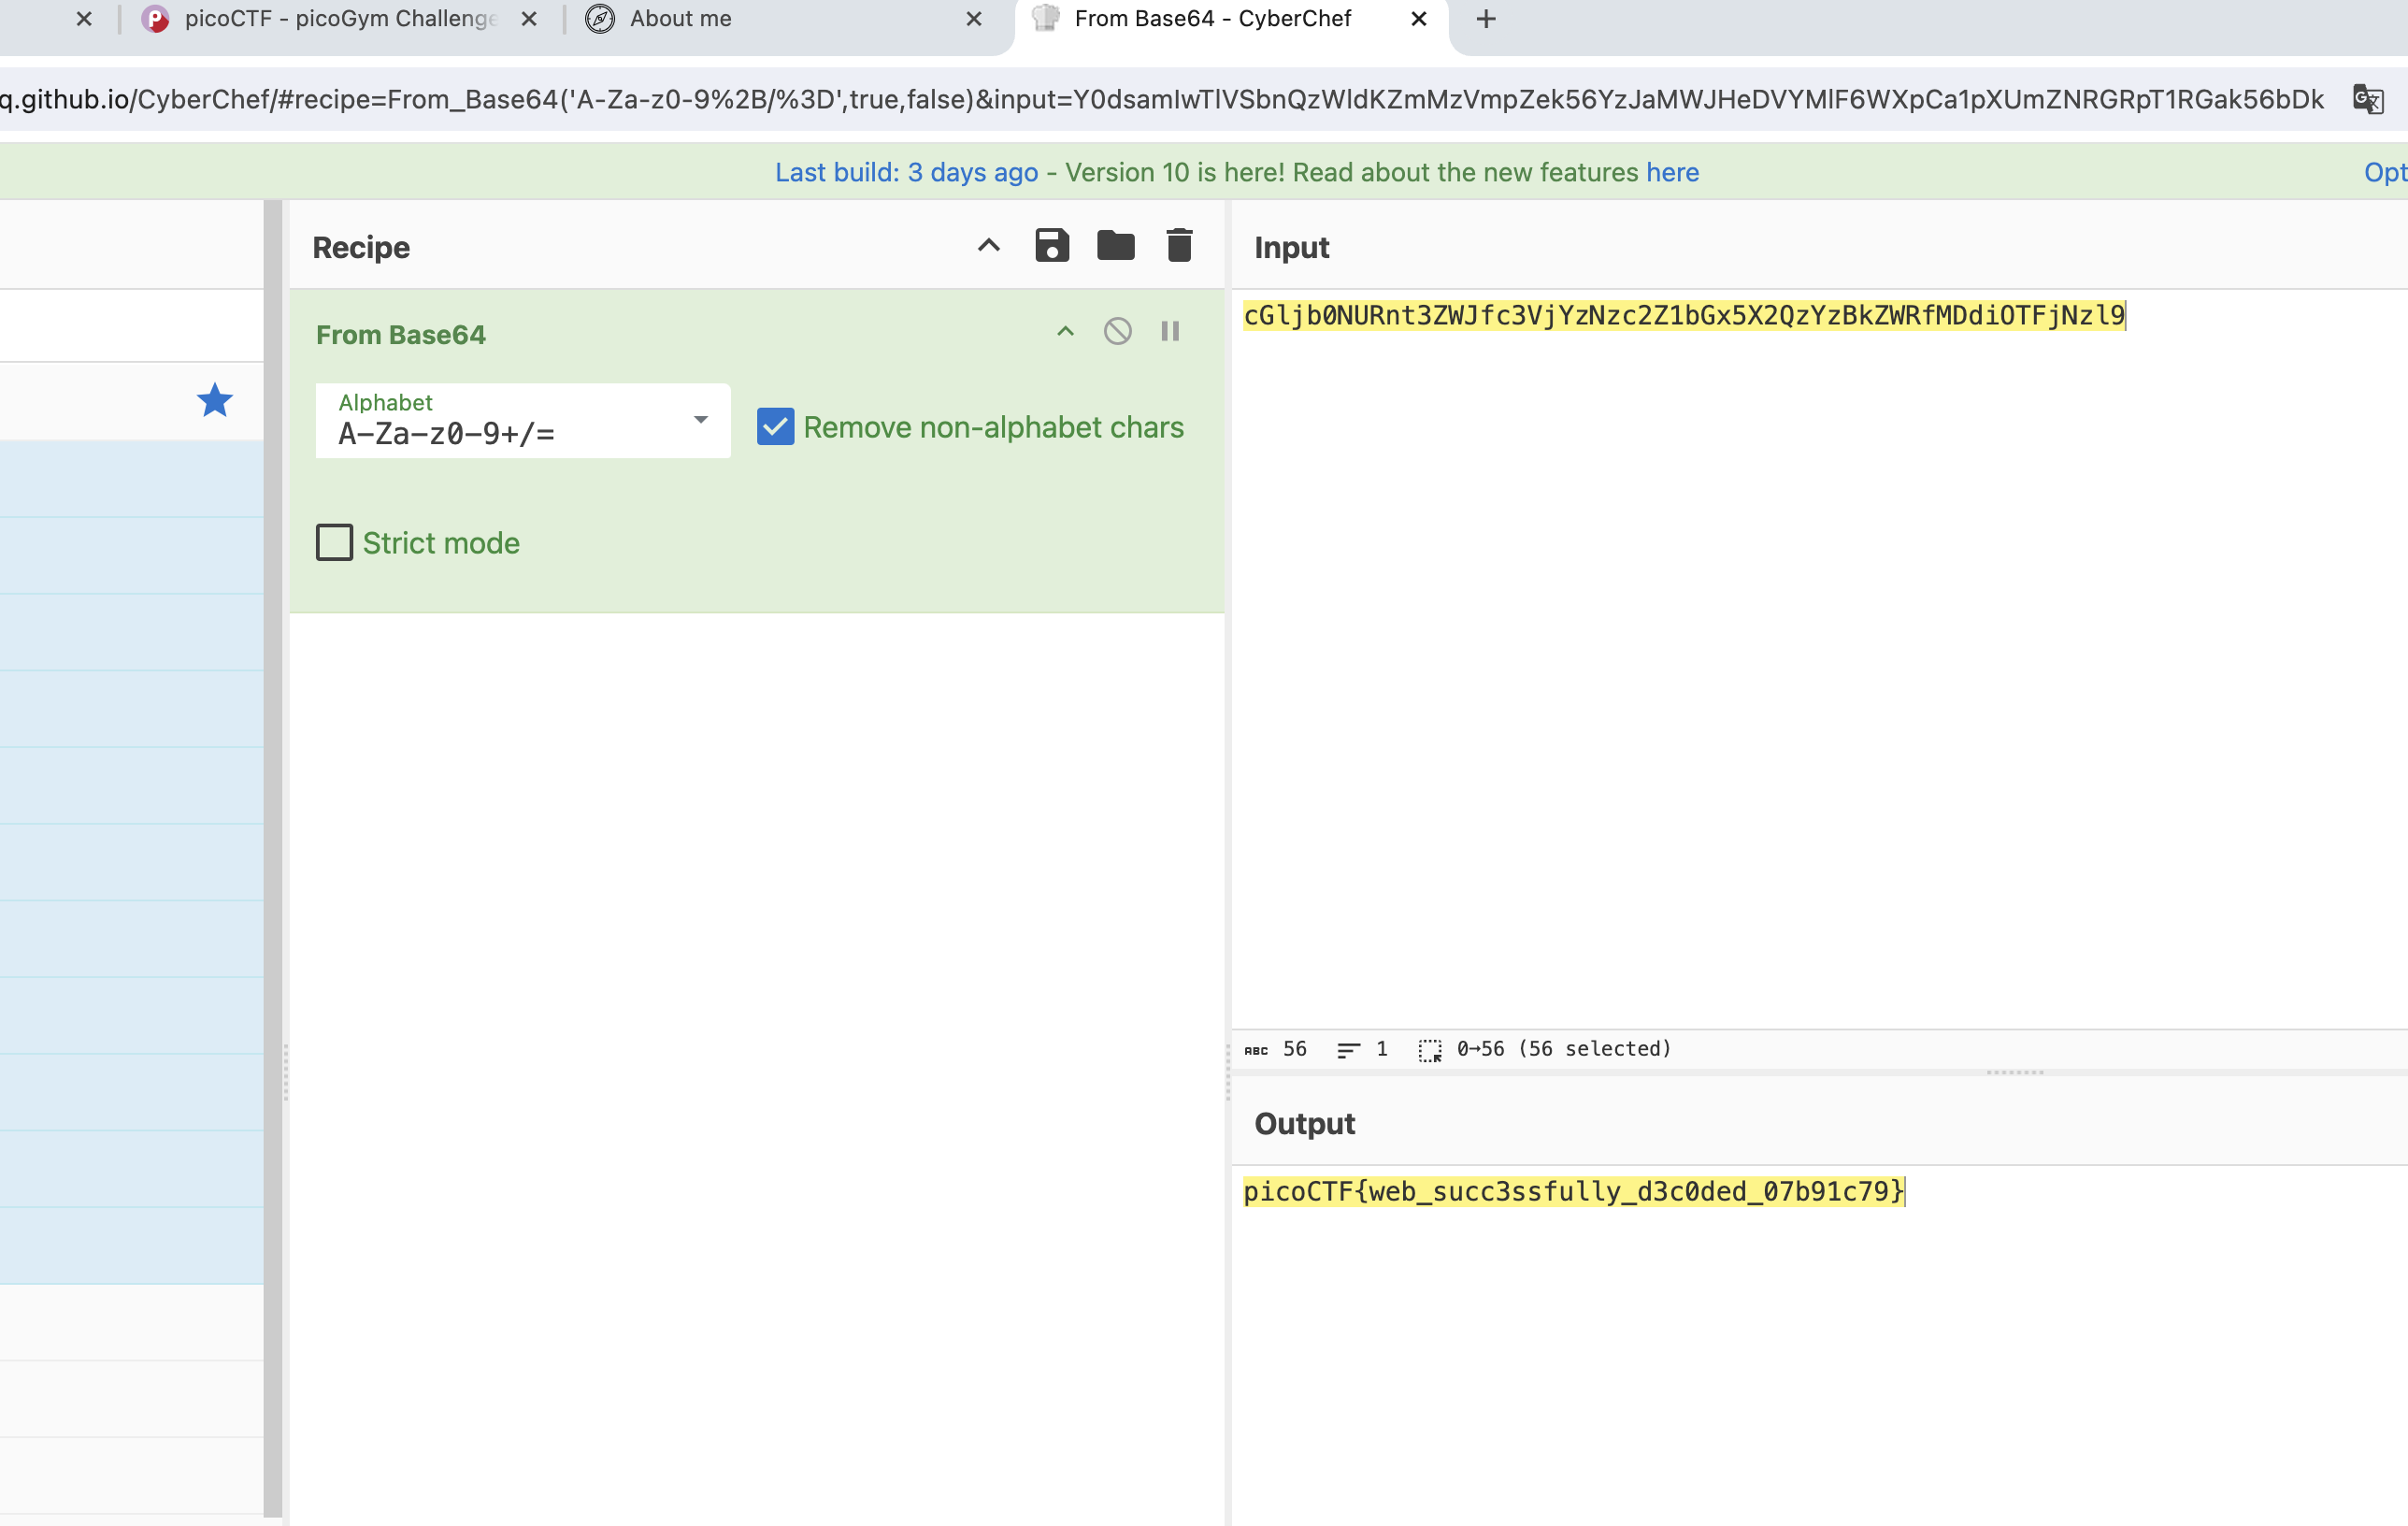 picoCTF - picoGym Challenge
About me
From Base64 - CyberChef
q.github.io/CyberChef/#recipe=From_Base64('A-Za-z0-9%2B/%3D',true,false)&input=Y0dsamIwTlVSbnQzWldKZmMzVmpZek56YzJaMWJHeDVYMlF6WXpCa1pXUmZNRGRpT1RGak56bDk
Last build: 3 days ago - Version 10 is here! Read about the new features here
Opt
Recipe
Input
From Base64
Alphabet
A-Za-z0-9+/=
Remove non-alphabet chars
Strict mode
cGljb0NURnt3ZWJfc3VjYzNzc2Z1bGx5X2QzYzBkZWRfMDdiOTFjNzl9
ABC 56 1 0→56 (56 selected)
Output
picoCTF{web_succ3ssfully_d3c0ded_07b91c79}